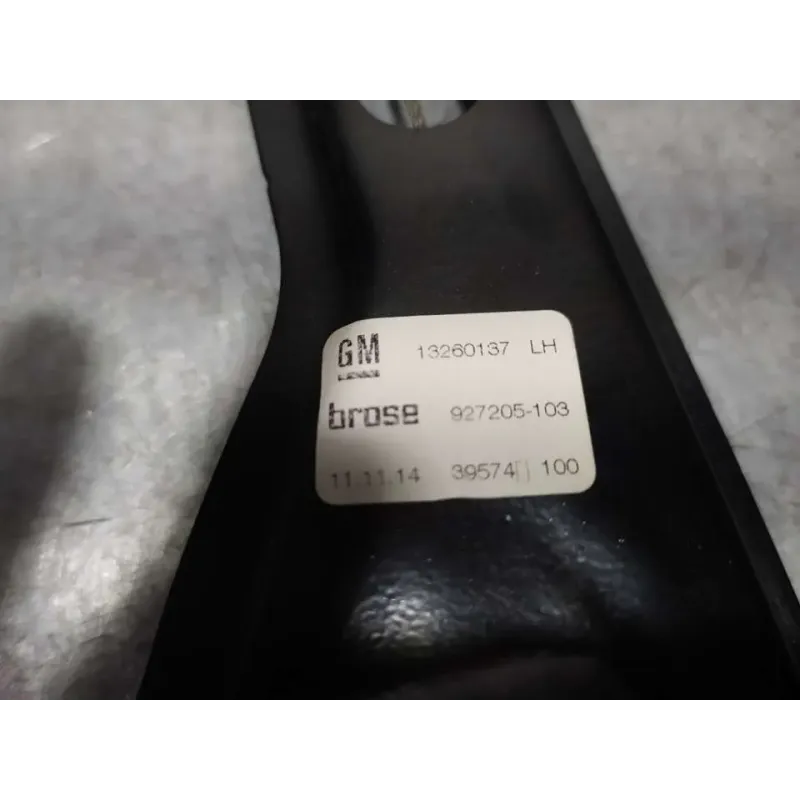 GM 13260137 LH
brose 927205-103
11.11.14 39574 100